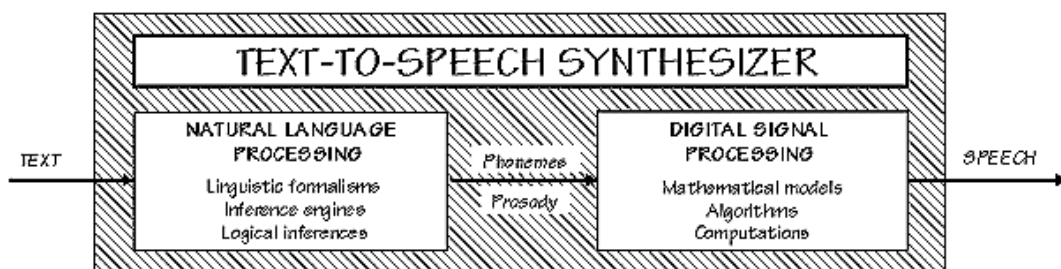 TEXT-TO-SPEECH SYNTHESIZER
TEXT
NATURAL LANGUAGE
PROCESSING
Linguistic formalisms
Inference engines
Logical inferences
Phonemes
Prosody
DIGITAL SIGNAL
PROCESSING
Mathematical models
Algorithms
Computations
SPEECH